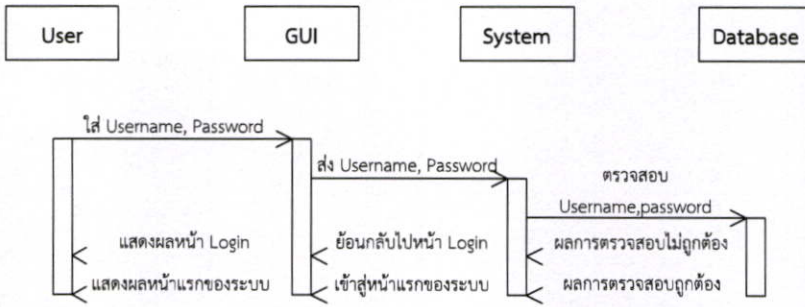 User
GUI
System
Database
ใส่ Username, Password
ส่ง Username, Password
ตรวจสอบ
Username,password
แสดงผลหน้า Login
ย้อนกลับไปหน้า Login
ผลการตรวจสอบไม่ถูกต้อง
แสดงผลหน้าแรกของระบบ
เข้าสู่หน้าแรกของระบบ
ผลการตรวจสอบถูกต้อง